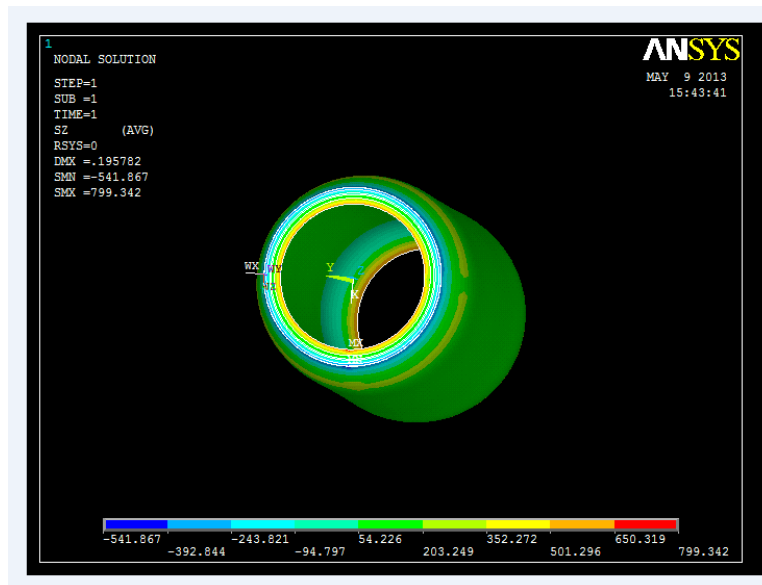 1
NODAL SOLUTION
STEP=1
SUB =1
TIME=1
SZ (AVG)
RSYS=0
DMX =.195782
SMN =-541.867
SMX =799.342
ANSYS
MAY 9 2013
15:43:41
WX
WY
WZ
Y
X
MX
MN
-541.867 -243.821 54.226 352.272 650.319
-392.844 -94.797 203.249 501.296 799.342